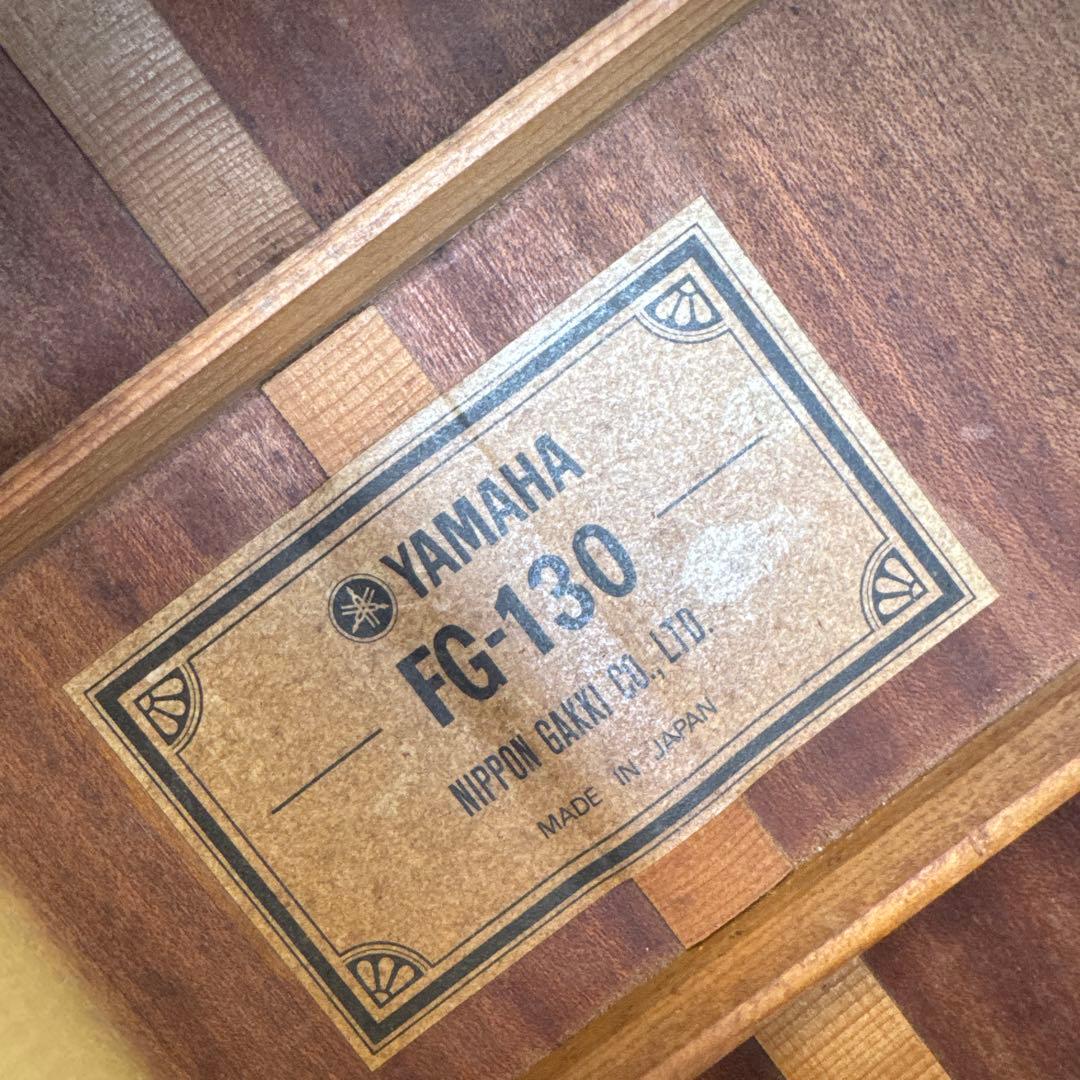 YAMAHA
FG-130
NIPPON GAKKI CO., LTD.
MADE IN JAPAN